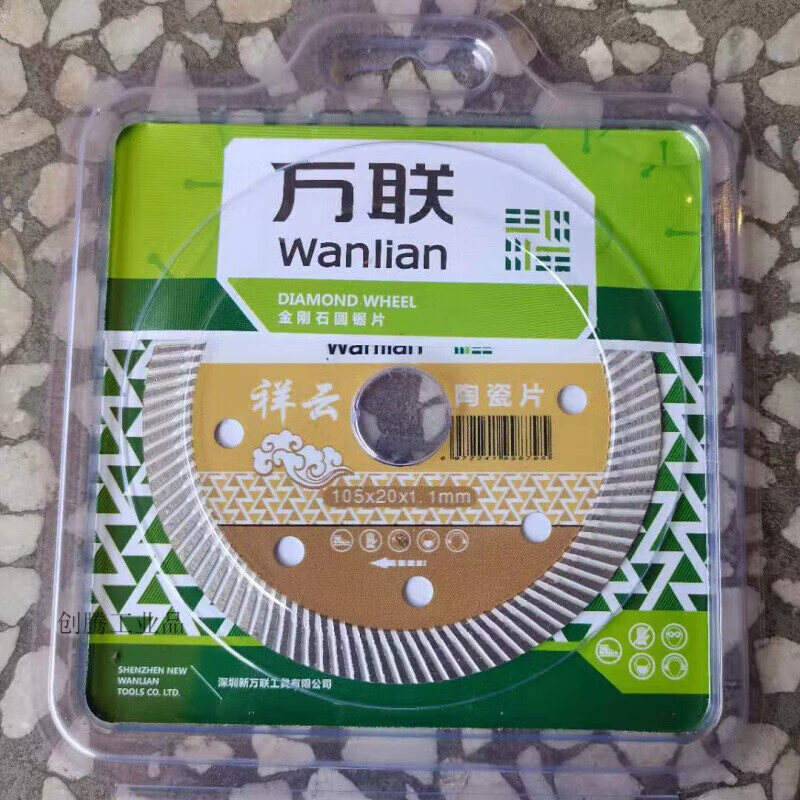 万联
Wanlian
DIAMOND WHEEL
金刚石圆锯片
Wanlian
祥云
陶瓷片
105x20x1.1mm
创腾工业品
SHENZHEN NEW
WANLIAN
TOOLS CO. LTD.
深圳新万联工具有限公司